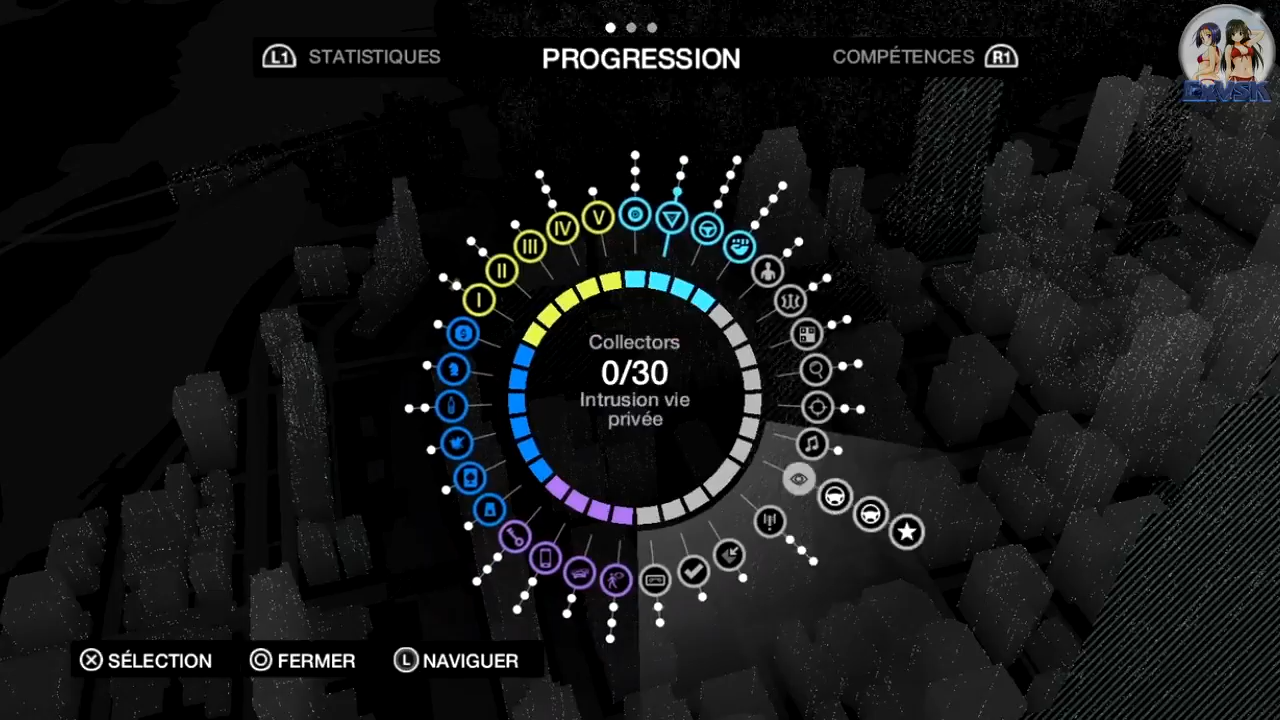 L1 STATISTIQUES
PROGRESSION
COMPÉTENCES R1
V
IV
III
II
I
Collectors
0/30
Intrusion vie
privée
SÉLECTION
FERMER
L NAVIGUER